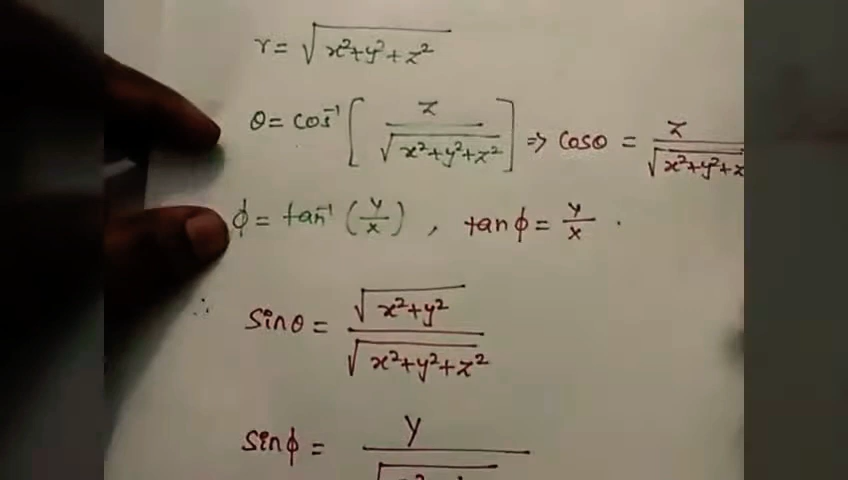 r = √x²+y²+z²
θ = cos⁻¹ [ z / √x²+y²+z² ] => cosθ = z / √x²+y²+z
ϕ = tan⁻¹ ( y / x ) , tanϕ = y / x .
∴ sinθ = √x²+y² / √x²+y²+z²
sinϕ = y /